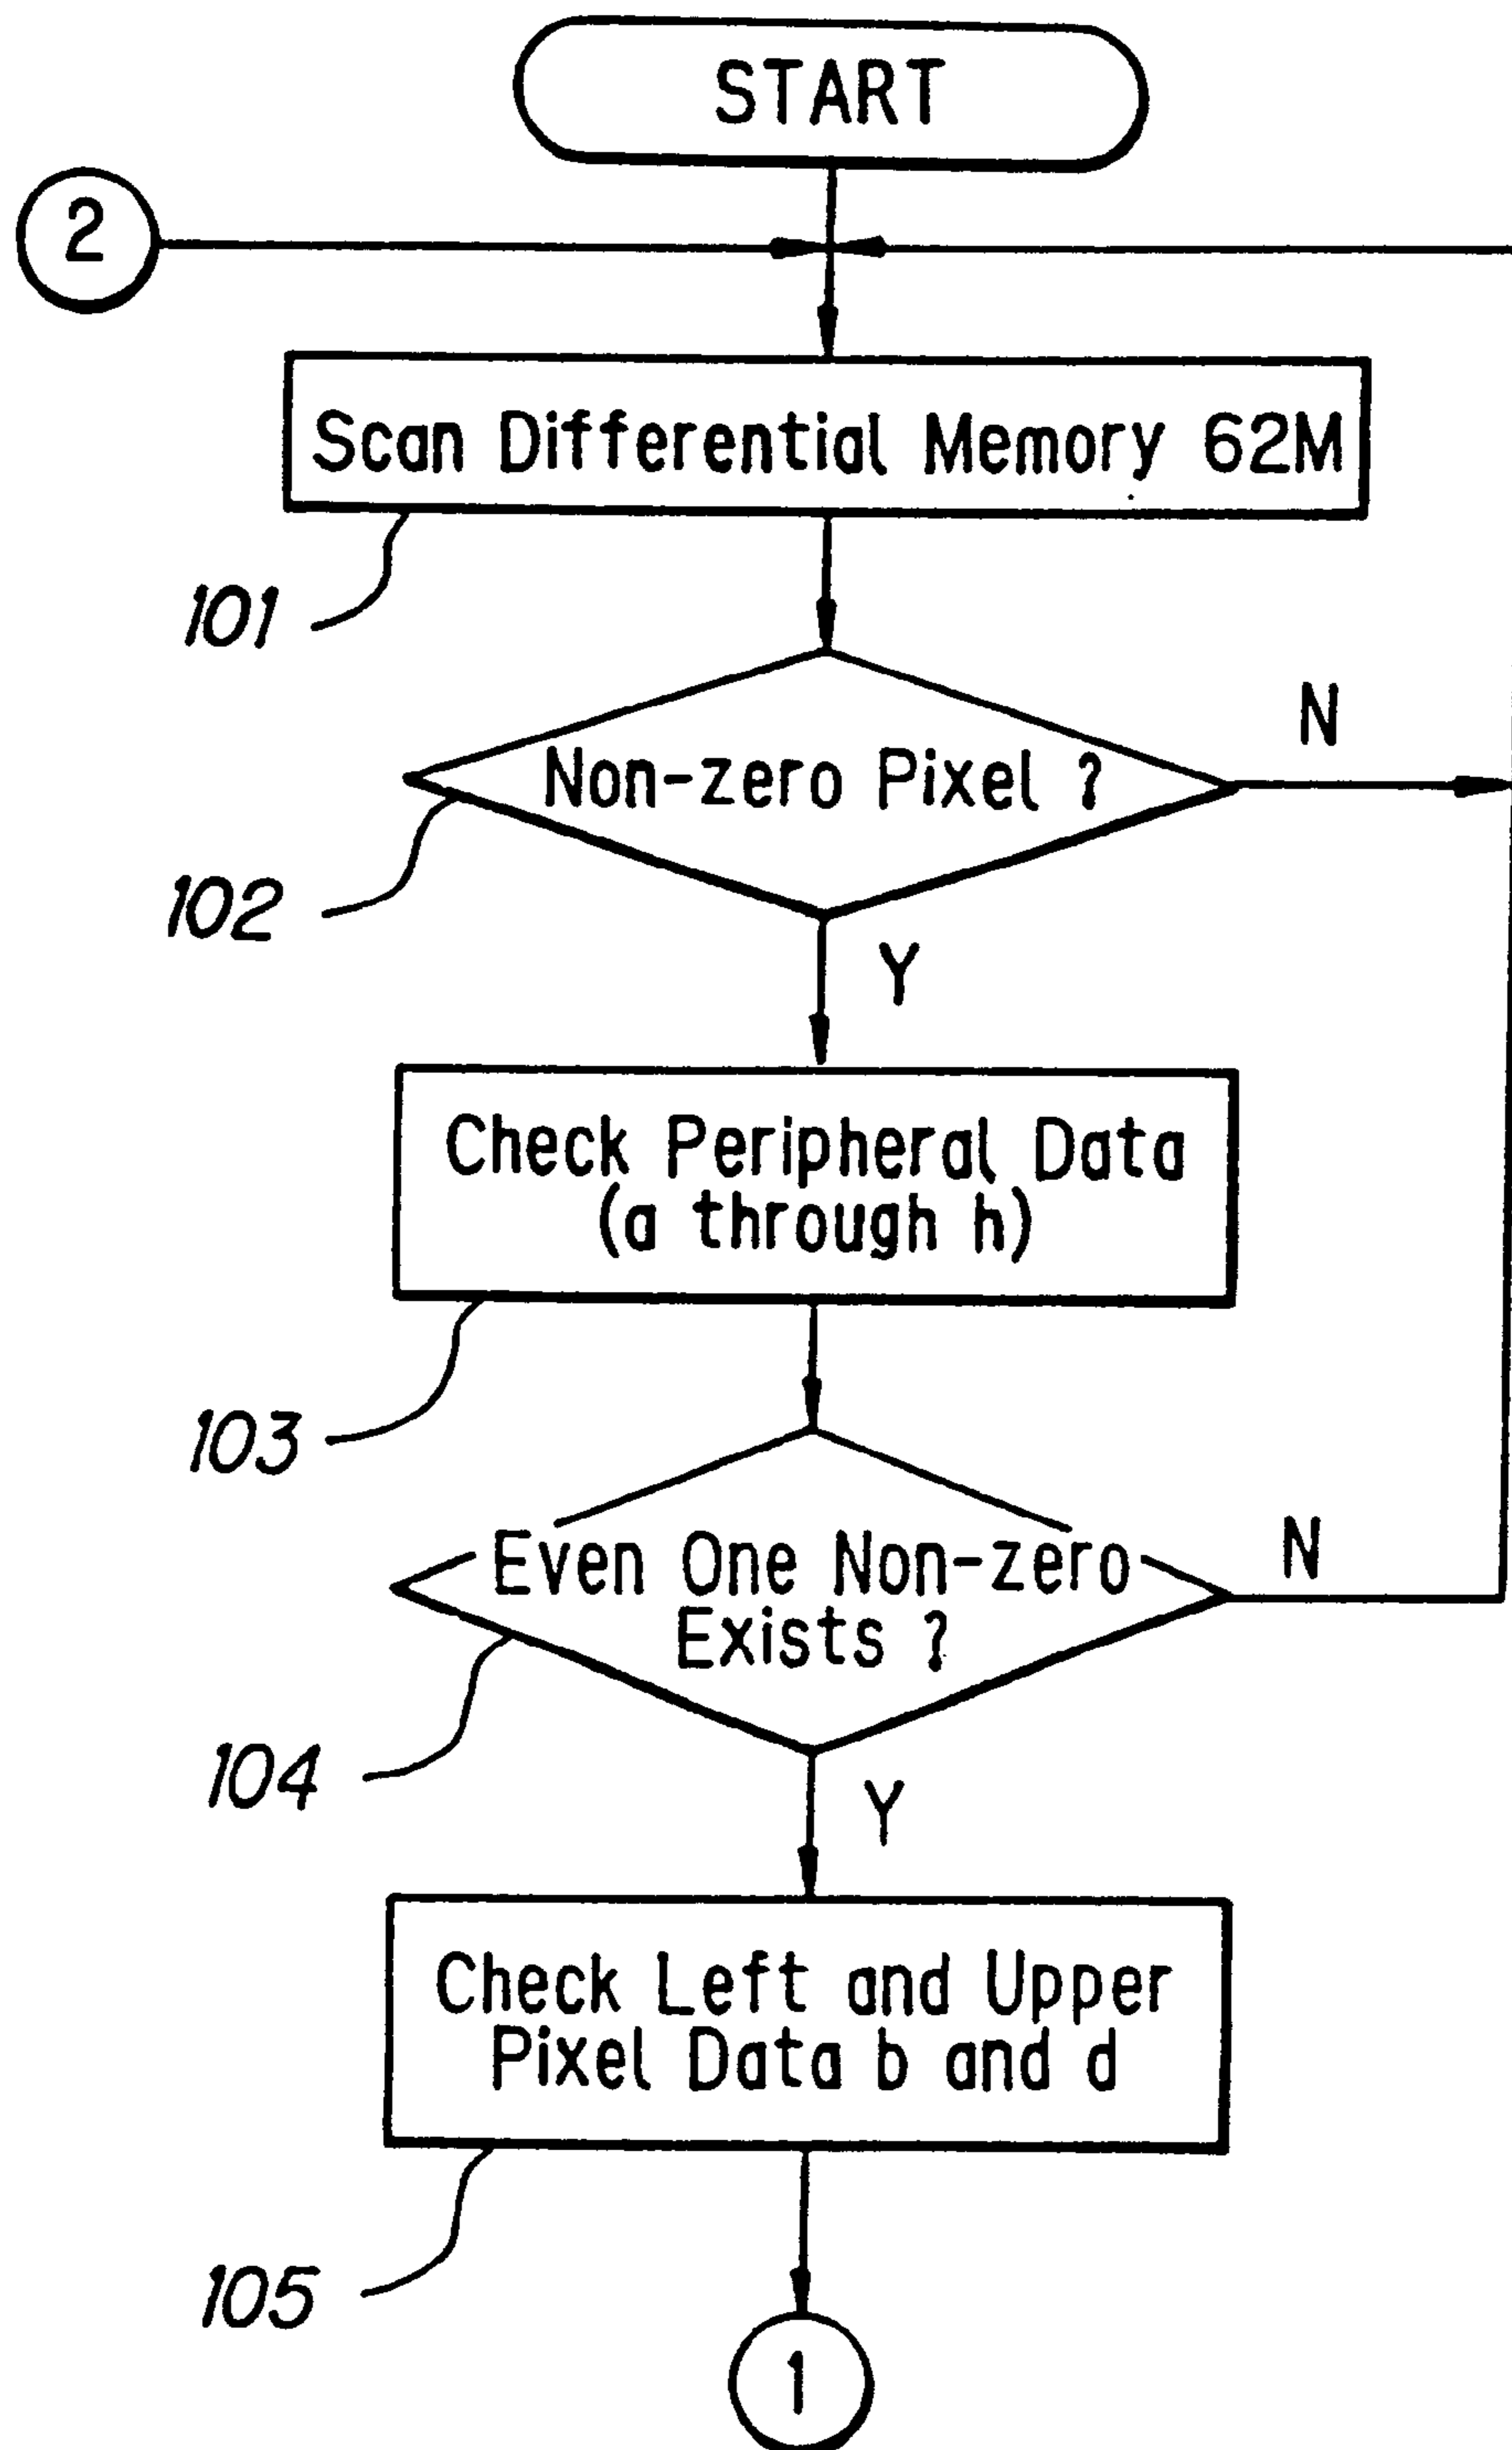 START
2
Scan Differential Memory 62M
101
Non-zero Pixel ?
N
102
Y
Check Peripheral Data
(a through h)
103
Even One Non-zero
Exists ?
N
104
Y
Check Left and Upper
Pixel Data b and d
105
1